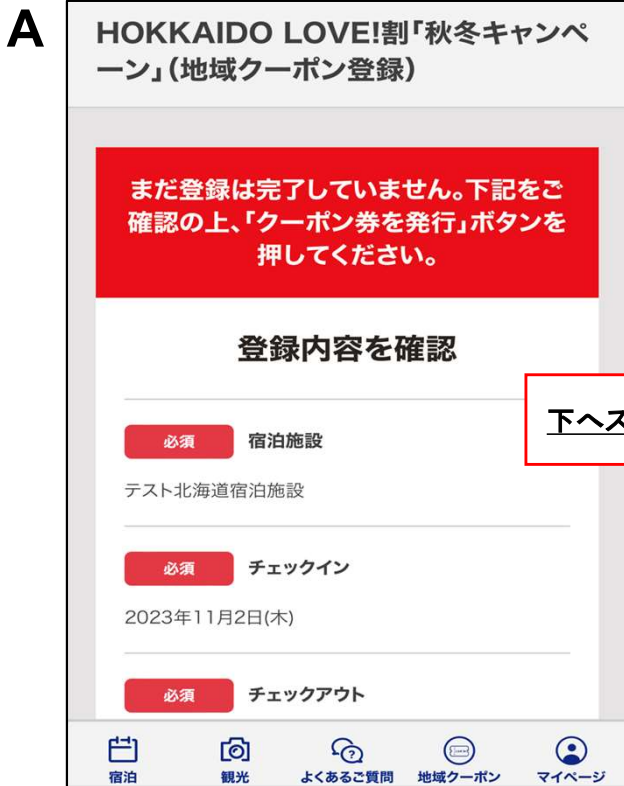 A
HOKKAIDO LOVE!割「秋冬キャンペ
ーン」（地域クーポン登録）
まだ登録は完了していません。下記をご
確認の上、「クーポン券を発行」ボタンを
押してください。
登録内容を確認
下へス
必須 宿泊施設
テスト北海道宿泊施設
必須 チェックイン
2023年11月2日(木)
必須 チェックアウト
宿泊 観光 よくあるご質問 地域クーポン マイページ